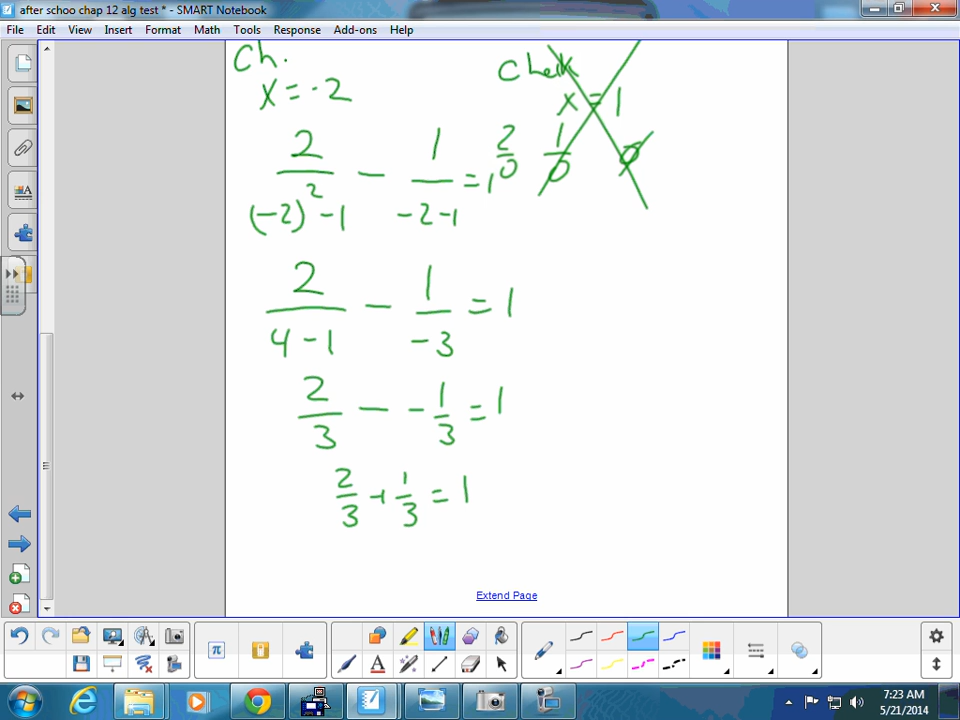 after schoo chap 12 alg test * - SMART Notebook
File Edit View Insert Format Math Tools Response Add-ons Help
Ch.
x = -2
2/((-2)² - 1) - 1/(-2 - 1) = 1
2/(4 - 1) - 1/(-3) = 1
2/3 - -1/3 = 1
2/3 + 1/3 = 1
Check
x = 1
2/0 1/0 0
Extend Page
π
A
7:23 AM
5/21/2014